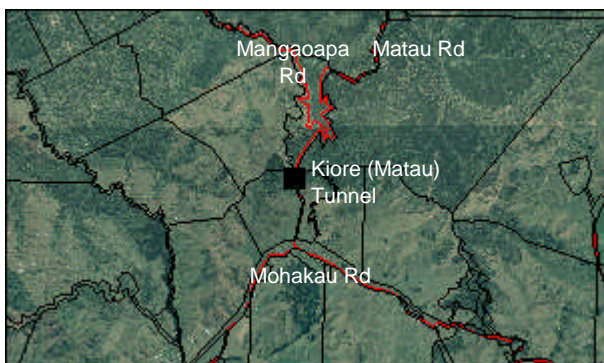 Mangaoapa Matau Rd
Rd
Kiore (Matau)
Tunnel
Mohakau Rd